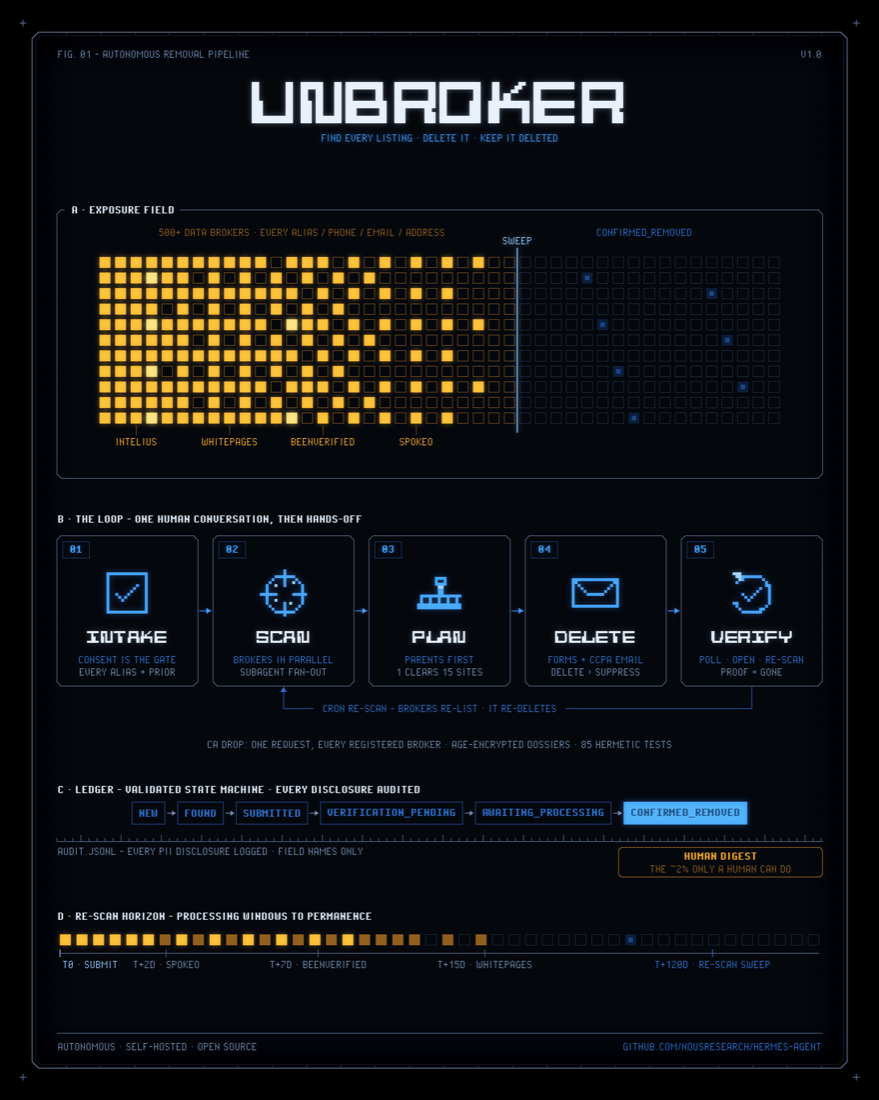 FIG. 01 - AUTONOMOUS REMOVAL PIPELINE
V1.0
UNBROKER
FIND EVERY LISTING · DELETE IT · KEEP IT DELETED
A · EXPOSURE FIELD
500+ DATA BROKERS · EVERY ALIAS / PHONE / EMAIL / ADDRESS
SWEEP
CONFIRMED_REMOVED
INTELIUS
WHITEPAGES
BEENVERIFIED
SPOKEO
B · THE LOOP - ONE HUMAN CONVERSATION, THEN HANDS-OFF
01
INTAKE
CONSENT IS THE GATE
EVERY ALIAS + PRIOR
02
SCAN
BROKERS IN PARALLEL
SUBAGENT FAN-OUT
03
PLAN
PARENTS FIRST
1 CLEARS 15 SITES
04
DELETE
FORMS + CCPA EMAIL
DELETE > SUPPRESS
05
VERIFY
POLL · OPEN · RE-SCAN
PROOF = GONE
CRON RE-SCAN - BROKERS RE-LIST · IT RE-DELETES
CA DROP: ONE REQUEST, EVERY REGISTERED BROKER · AGE-ENCRYPTED DOSSIERS · 85 HERMETIC TESTS
C · LEDGER - VALIDATED STATE MACHINE · EVERY DISCLOSURE AUDITED
NEW
FOUND
SUBMITTED
VERIFICATION_PENDING
AWAITING_PROCESSING
CONFIRMED_REMOVED
AUDIT.JSONL - EVERY PII DISCLOSURE LOGGED · FIELD NAMES ONLY
HUMAN DIGEST
THE ~2% ONLY A HUMAN CAN DO
D · RE-SCAN HORIZON - PROCESSING WINDOWS TO PERMANENCE
T0 · SUBMIT
T+2D · SPOKEO
T+7D · BEENVERIFIED
T+15D · WHITEPAGES
T+120D · RE-SCAN SWEEP
AUTONOMOUS · SELF-HOSTED · OPEN SOURCE
GITHUB.COM/NOUSRESEARCH/HERMES-AGENT